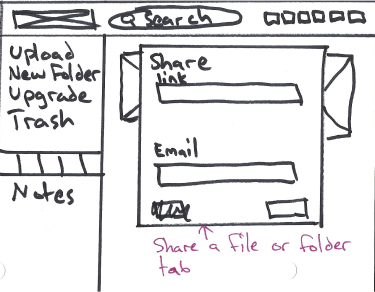 Search
Upload
New Folder
Upgrade
Trash
Notes
Share
link
Email
Share a file or folder
tab